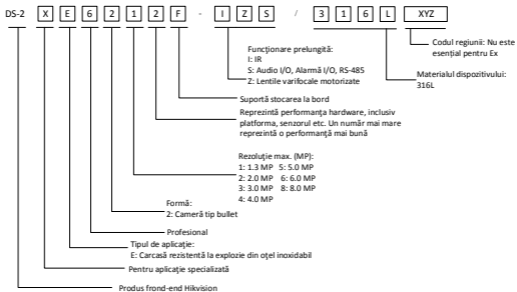 DS-2 X E 6 2 1 2 F - I Z S / 3 1 6 L XYZ
Codul regiunii: Nu este
esențial pentru Ex
Funcționare prelungită:
I: IR
S: Audio I/O, Alarmă I/O, RS-485
Z: Lentile varifocale motorizate
Materialul dispozitivului:
316L
Suportă stocarea la bord
Reprezintă performanța hardware, inclusiv
platforma, senzorul etc. Un număr mai mare
reprezintă o performanță mai bună
Rezoluție max. (MP):
1: 1.3 MP 5: 5.0 MP
2: 2.0 MP 6: 6.0 MP
3: 3.0 MP 8: 8.0 MP
4: 4.0 MP
Formă:
2: Cameră tip bullet
Profesional
Tipul de aplicație:
E: Carcasă rezistentă la explozie din oțel inoxidabil
Pentru aplicație specializată
Produs frond-end Hikvision